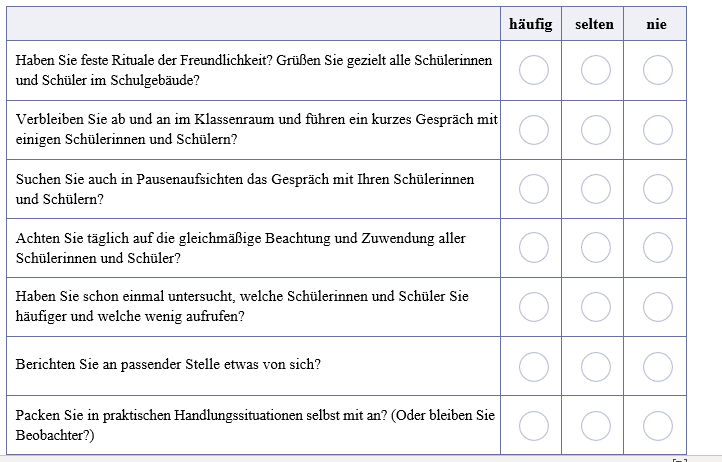 häufig selten nie
Haben Sie feste Rituale der Freundlichkeit? Grüßen Sie gezielt alle Schülerinnen
und Schüler im Schulgebäude?
Verbleiben Sie ab und an im Klassenraum und führen ein kurzes Gespräch mit
einigen Schülerinnen und Schülern?
Suchen Sie auch in Pausenaufsichten das Gespräch mit Ihren Schülerinnen
und Schülern?
Achten Sie täglich auf die gleichmäßige Beachtung und Zuwendung aller
Schülerinnen und Schüler?
Haben Sie schon einmal untersucht, welche Schülerinnen und Schüler Sie
häufiger und welche wenig aufrufen?
Berichten Sie an passender Stelle etwas von sich?
Packen Sie in praktischen Handlungssituationen selbst mit an? (Oder bleiben Sie
Beobachter?)